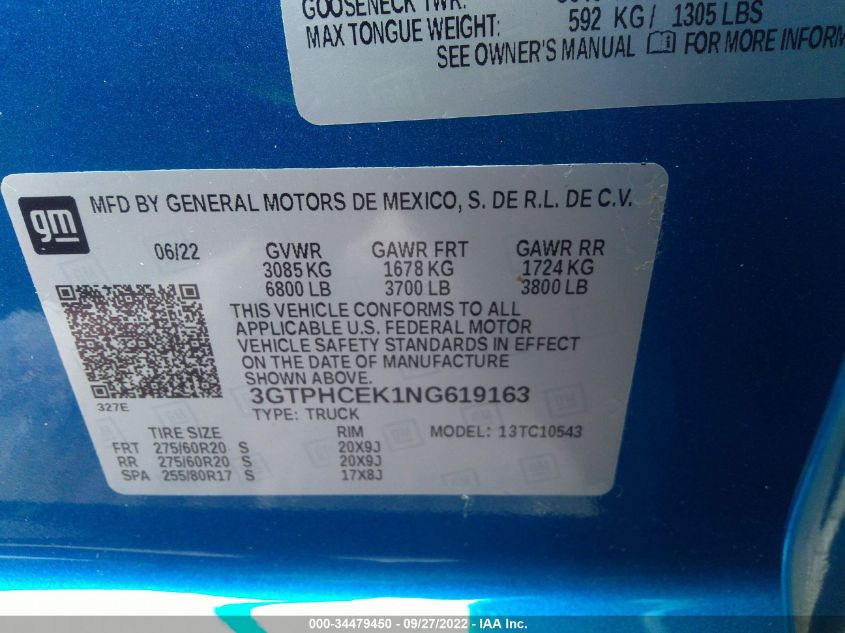 GOOSENECK TWR:
MAX TONGUE WEIGHT: 592 KG / 1305 LBS
SEE OWNER'S MANUAL FOR MORE INFORM
gm MFD BY GENERAL MOTORS DE MEXICO, S. DE R.L. DE C.V.
06/22 GVWR GAWR FRT GAWR RR
3085 KG 1678 KG 1724 KG
6800 LB 3700 LB 3800 LB
THIS VEHICLE CONFORMS TO ALL
APPLICABLE U.S. FEDERAL MOTOR
VEHICLE SAFETY STANDARDS IN EFFECT
ON THE DATE OF MANUFACTURE
SHOWN ABOVE.
327E
3GTPHCEK1NG619163
TYPE: TRUCK
TIRE SIZE RIM MODEL: 13TC10543
FRT 275/60R20 S 20X9J
RR 275/60R20 S 20X9J
SPA 255/80R17 S 17X8J
000-34479450 - 09/27/2022 - IAA Inc.